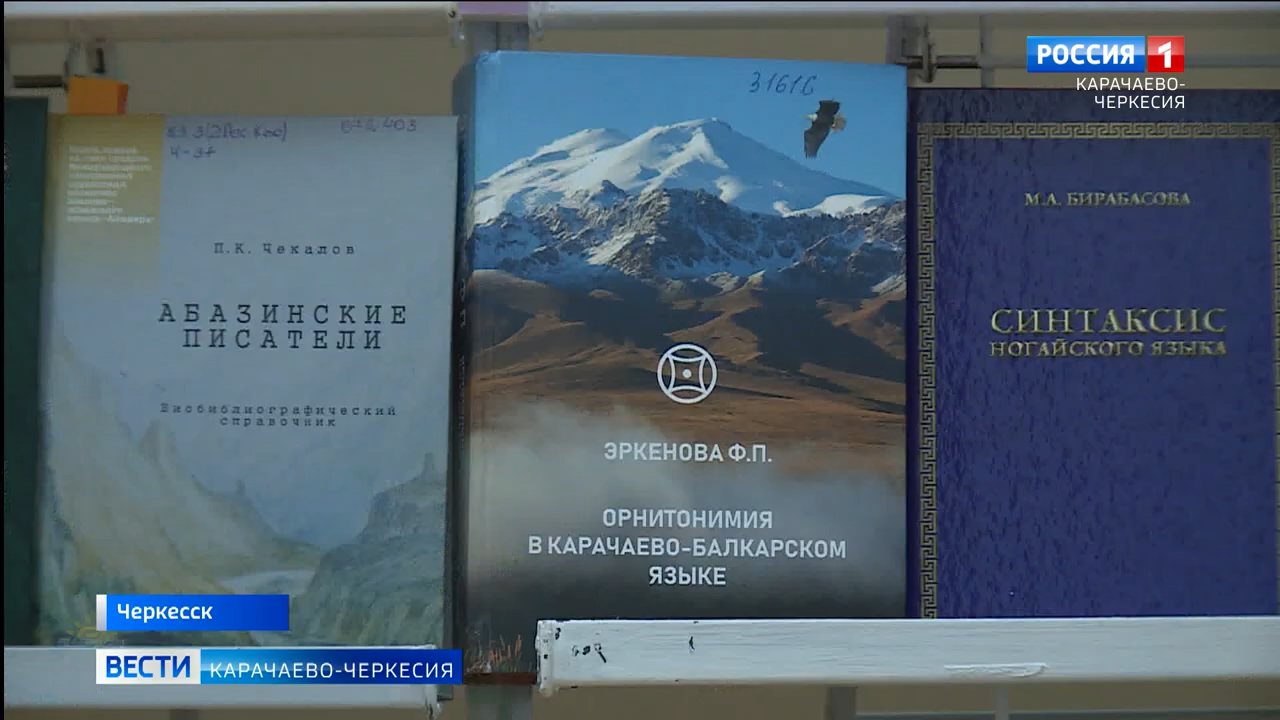 РОССИЯ 1
КАРАЧАЕВО-
ЧЕРКЕСИЯ
П.К. Чекалов
АБАЗИНСКИЕ
ПИСАТЕЛИ
Биобиблиографический
справочник
3161С
ЭРКЕНОВА Ф.П.
ОРНИТОНИМИЯ
В КАРАЧАЕВО-БАЛКАРСКОМ
ЯЗЫКЕ
М.А. БИРАБАСОВА
СИНТАКСИС
НОГАЙСКОГО ЯЗЫКА
Черкесск
ВЕСТИ КАРАЧАЕВО-ЧЕРКЕСИЯ